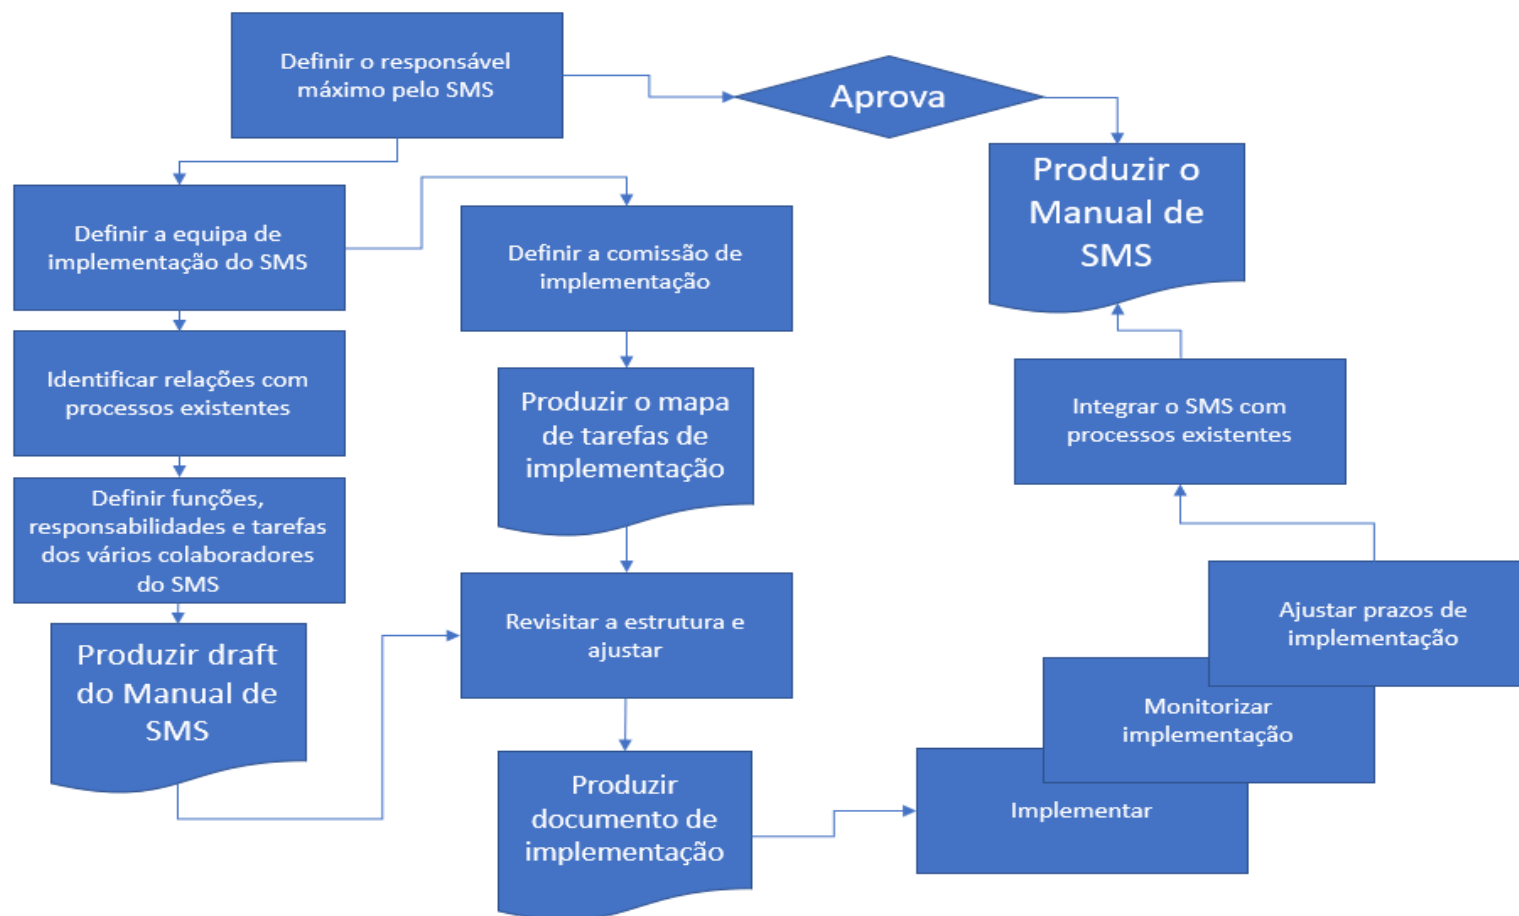 Definir o responsável
máximo pelo SMS
Aprova
Produzir o
Manual de
SMS
Definir a equipa de
implementação do SMS
Definir a comissão de
implementação
Identificar relações com
processos existentes
Produzir o mapa
de tarefas de
implementação
Integrar o SMS com
processos existentes
Definir funções,
responsabilidades e tarefas
dos vários colaboradores
do SMS
Produzir draft
do Manual de
SMS
Revisitar a estrutura e
ajustar
Produzir
documento de
implementação
Implementar
Monitorizar
implementação
Ajustar prazos de
implementação